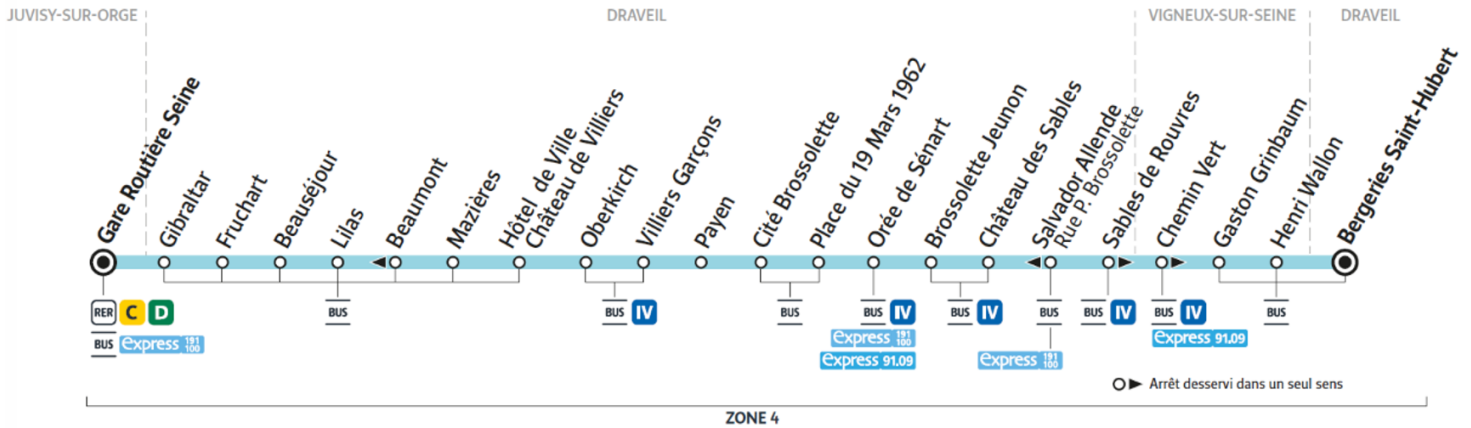 JUVISY-SUR-ORGE
DRAVEIL
VIGNEUX-SUR-SEINE
DRAVEIL
Gare Routière Seine
Gibraltar
Fruchart
Beauséjour
Lilas
Beaumont
Mazières
Hôtel de Ville
Château de Villiers
Oberkirch
Villiers Garçons
Payen
Cité Brossolette
Place du 19 Mars 1962
Orée de Sénart
Brossolette Jeunon
Château des Sables
Salvador Allende
Rue P. Brossolette
Sables de Rouvres
Chemin Vert
Gaston Grinbaum
Henri Wallon
Bergeries Saint-Hubert
RER C D
BUS express 191 100
BUS
BUS IV
BUS
BUS IV
express 191 100
express 91.09
BUS IV
BUS
express 191 100
BUS IV
BUS IV
express 91.09
BUS
Arrêt desservi dans un seul sens
ZONE 4